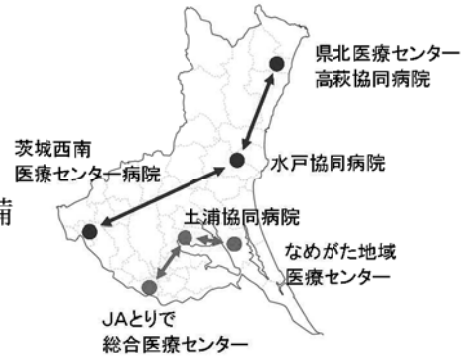 県北医療センター
高萩協同病院
茨城西南
医療センター病院
水戸協同病院
備
土浦協同病院
なめがた地域
医療センター
JAとりで
総合医療センター